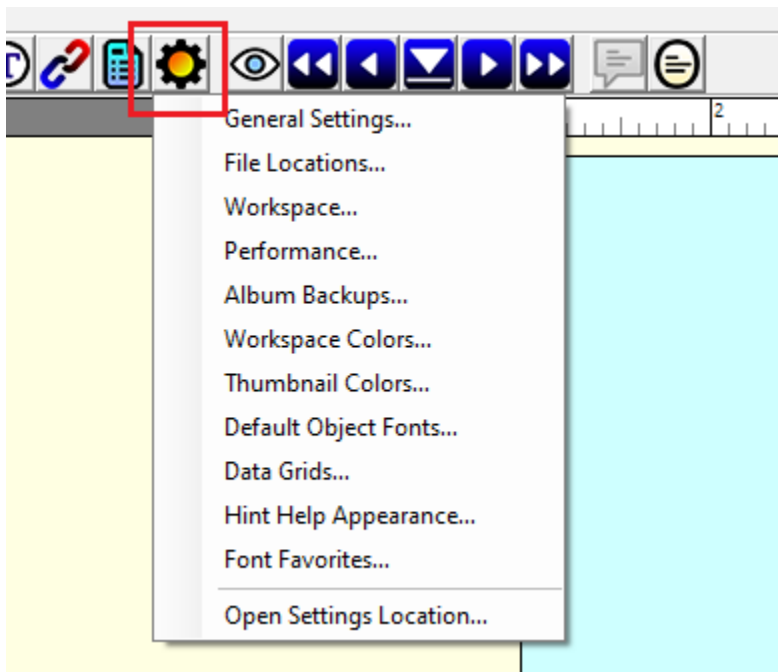 2
General Settings...
File Locations...
Workspace...
Performance...
Album Backups...
Workspace Colors...
Thumbnail Colors...
Default Object Fonts...
Data Grids...
Hint Help Appearance...
Font Favorites...
Open Settings Location...